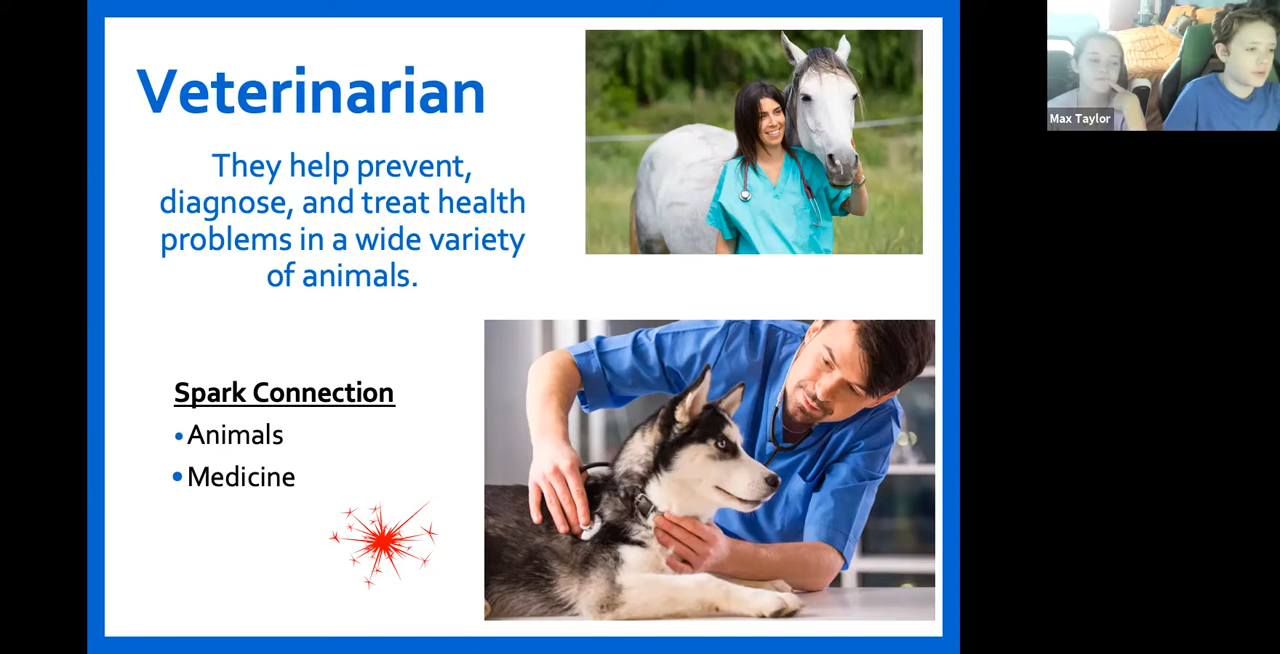 Veterinarian
They help prevent,
diagnose, and treat health
problems in a wide variety
of animals.
Spark Connection
•Animals
•Medicine
Max Taylor